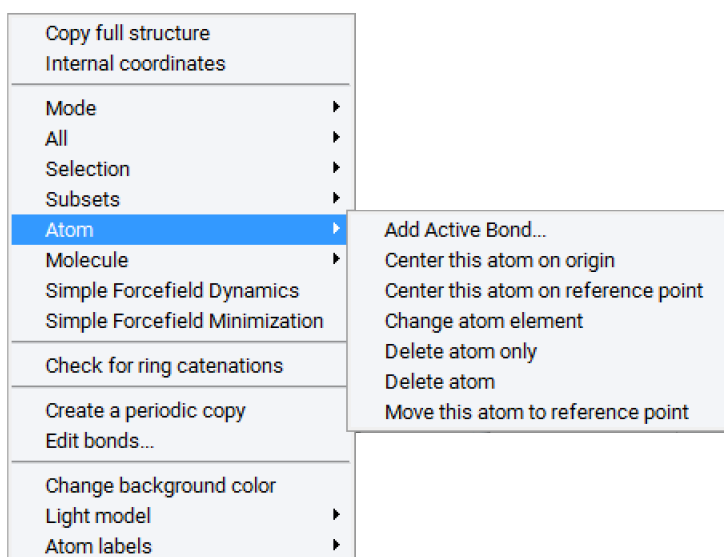 Copy full structure
Internal coordinates
Mode
All
Selection
Subsets
Atom
Molecule
Simple Forcefield Dynamics
Simple Forcefield Minimization
Check for ring catenations
Create a periodic copy
Edit bonds...
Change background color
Light model
Atom labels
Add Active Bond...
Center this atom on origin
Center this atom on reference point
Change atom element
Delete atom only
Delete atom
Move this atom to reference point